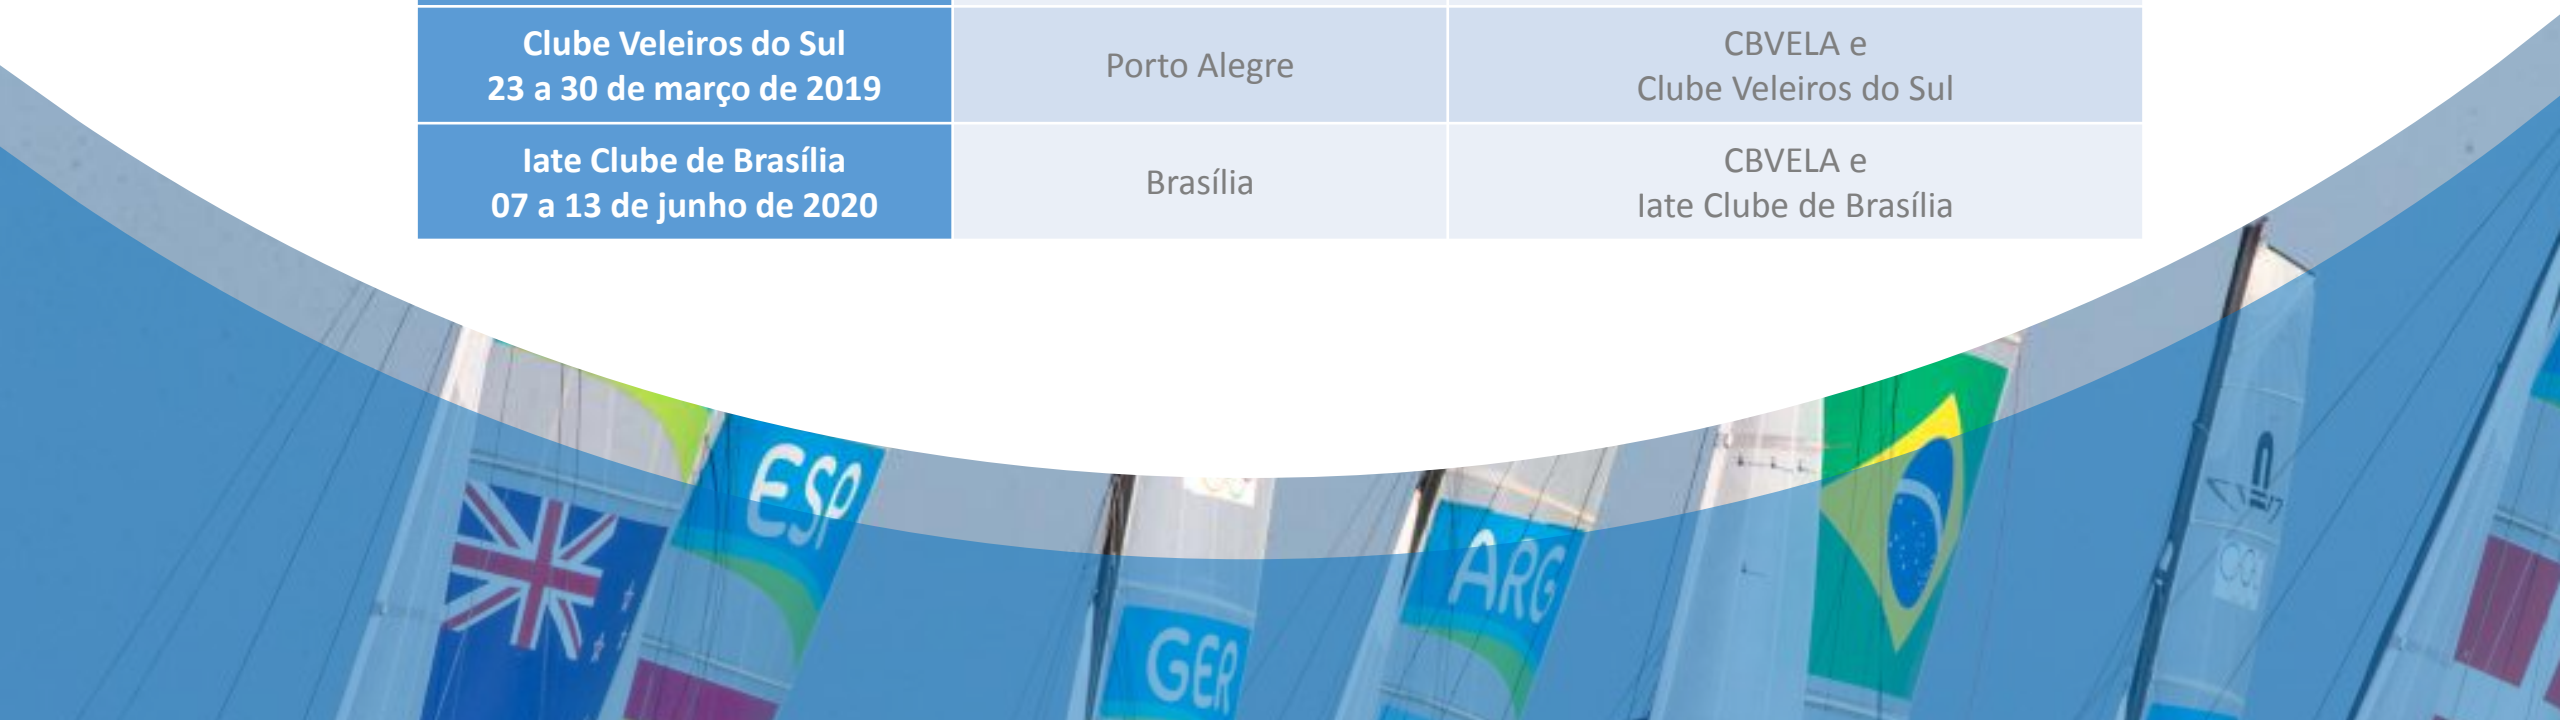 Clube Veleiros do Sul
23 a 30 de março de 2019
Porto Alegre
CBVELA e
Clube Veleiros do Sul
Iate Clube de Brasília
07 a 13 de junho de 2020
Brasília
CBVELA e
Iate Clube de Brasília
ESP
ARG
GER